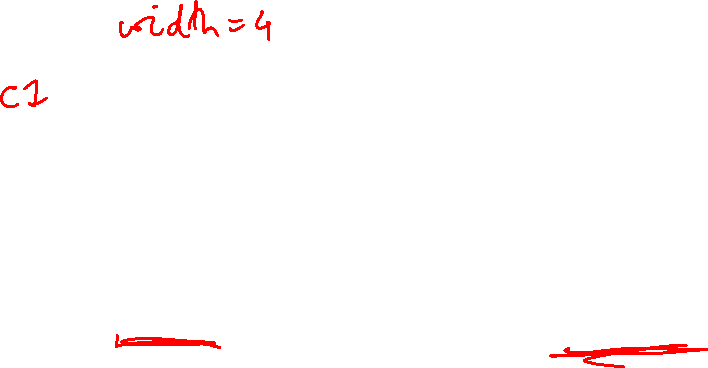 width = 4
C1